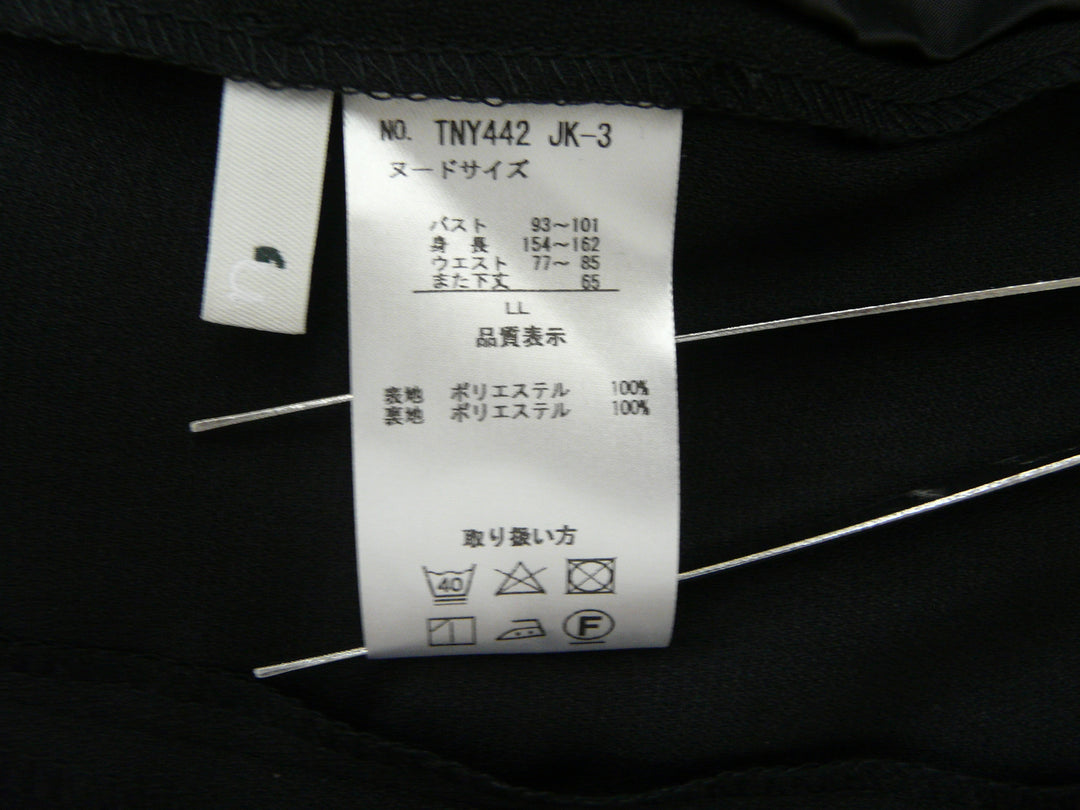 NO. TNY442 JK-3
ヌードサイズ
バスト 93～101
身 長 154～162
ウエスト 77～ 85
また下丈 65
LL
品質表示
表地 ポリエステル 100%
裏地 ポリエステル 100%
取り扱い方
40
F